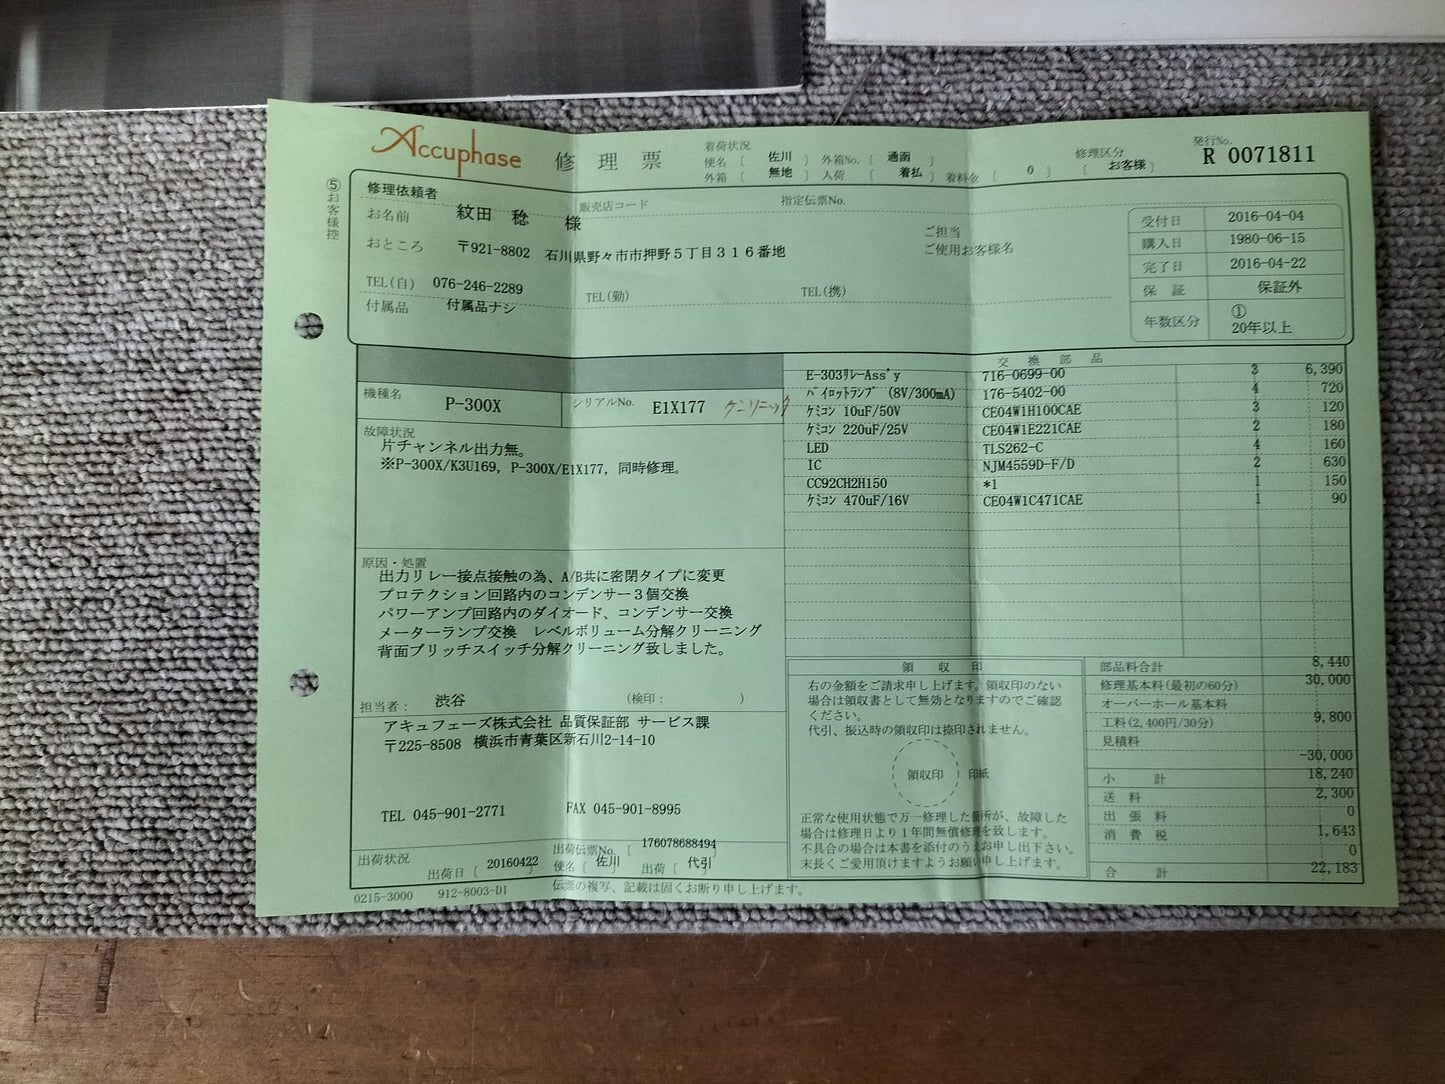 Accuphase 修理票
着荷状況
便名 〔 佐川 〕 外箱No.〔 通函 〕
外箱 〔 無地 〕 入荷 〔 着払 〕 着料金 〔 0 〕
修理区分
〔 お客様 〕
発行No.
R 0071811
⑤お客様控
修理依頼者
販売店コード
指定伝票No.
お名前 紋田 稔 様
おところ 〒921-8802 石川県野々市市押野5丁目316番地
ご担当
ご使用お客様名
TEL(自) 076-246-2289 TEL(勤) TEL(携)
付属品 付属品ナシ
受付日 2016-04-04
購入日 1980-06-15
完了日 2016-04-22
保証 保証外
年数区分 ① 20年以上
機種名 P-300X シリアルNo. E1X177
故障状況
片チャンネル出力無。
※P-300X/K3U169, P-300X/E1X177, 同時修理。
原因・処置
出力リレー接点接触の為、A/B共に密閉タイプに変更
プロテクション回路内のコンデンサー3個交換
パワーアンプ回路内のダイオード、コンデンサー交換
メーターランプ交換 レベルボリューム分解クリーニング
背面ブリッチスイッチ分解クリーニング致しました。
担当者： 渋谷 (検印： )
アキュフェーズ株式会社 品質保証部 サービス課
〒225-8508 横浜市青葉区新石川2-14-10
TEL 045-901-2771 FAX 045-901-8995
出荷状況
出荷伝票No.〔 176078688494 〕
出荷日〔 20160422 便名〔 佐川 〕 出荷〔 代引 〕
0215-3000 912-8003-D1 伝票の複写、記載は固くお断り申し上げます。
交換部品
E-303ﾘﾚｰAss'y 716-0699-00 3 6,390
ﾊﾟｲﾛｯﾄﾗﾝﾌﾟ (8V/300mA) 176-5402-00 4 720
ｹﾐｺﾝ 10uF/50V CE04W1H100CAE 3 120
ｹﾐｺﾝ 220uF/25V CE04W1E221CAE 2 180
LED TLS262-C 4 160
IC NJM4559D-F/D 2 630
CC92CH2H150 *1 1 150
ｹﾐｺﾝ 470uF/16V CE04W1C471CAE 1 90
領収印
右の金額をご請求申し上げます。領収印のない
場合は領収書として無効となりますのでご確認
ください。
代引、振込時の領収印は捺印されません。
領収印 印紙
正常な使用状態で万一修理した箇所が、故障した
場合は修理日より1年間無償修理を致します。
不具合の場合は本書を添付のうえお申し出下さい。
末長くご愛用頂けますようお願い申し上げます。
部品料合計 8,440
修理基本料(最初の60分) 30,000
オーバーホール基本料
工料(2,400円/30分) 9,800
見積料
-30,000
小計 18,240
送料 2,300
出張料 0
消費税 1,643
0
合計 22,183